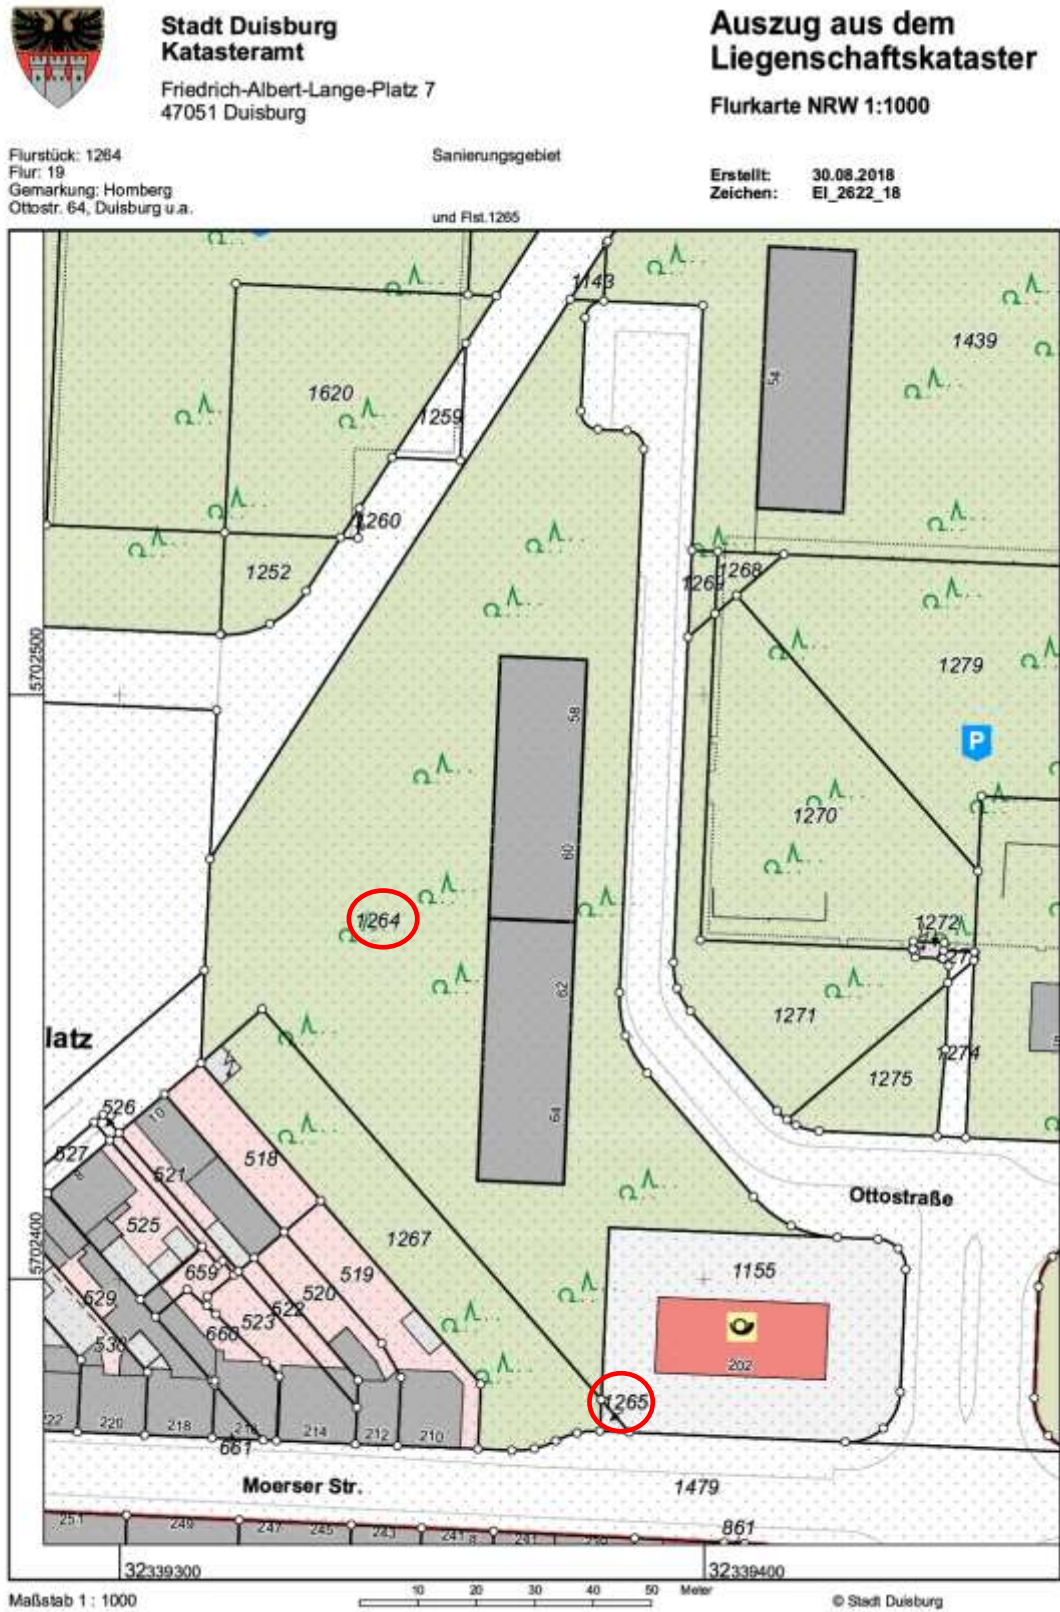 Stadt Duisburg
Katasteramt
Friedrich-Albert-Lange-Platz 7
47051 Duisburg
Auszug aus dem
Liegenschaftskataster
Flurkarte NRW 1:1000
Flurstück: 1264
Flur: 19
Gemarkung: Homberg
Ottostr. 64, Duisburg u.a.
Sanierungsgebiet
und Flst.1265
Erstellt: 30.08.2018
Zeichen: EI_2622_18
1143
1439
54
1620
1259
1260
1252
1269
1268
5702500
1279
58
P
1270
60
1264
1272
62
1271
latz
1274
1275
64
526
10
527
518
521
Ottostraße
525
1267
5702400
659
519
1155
520
529
522
523
660
530
202
1265
22
220
218
214
212
210
661
Moerser Str.
1479
251
249
247
245
243
241
861
32339300
32339400
Maßstab 1 : 1000
10 20 30 40 50 Meter
© Stadt Duisburg